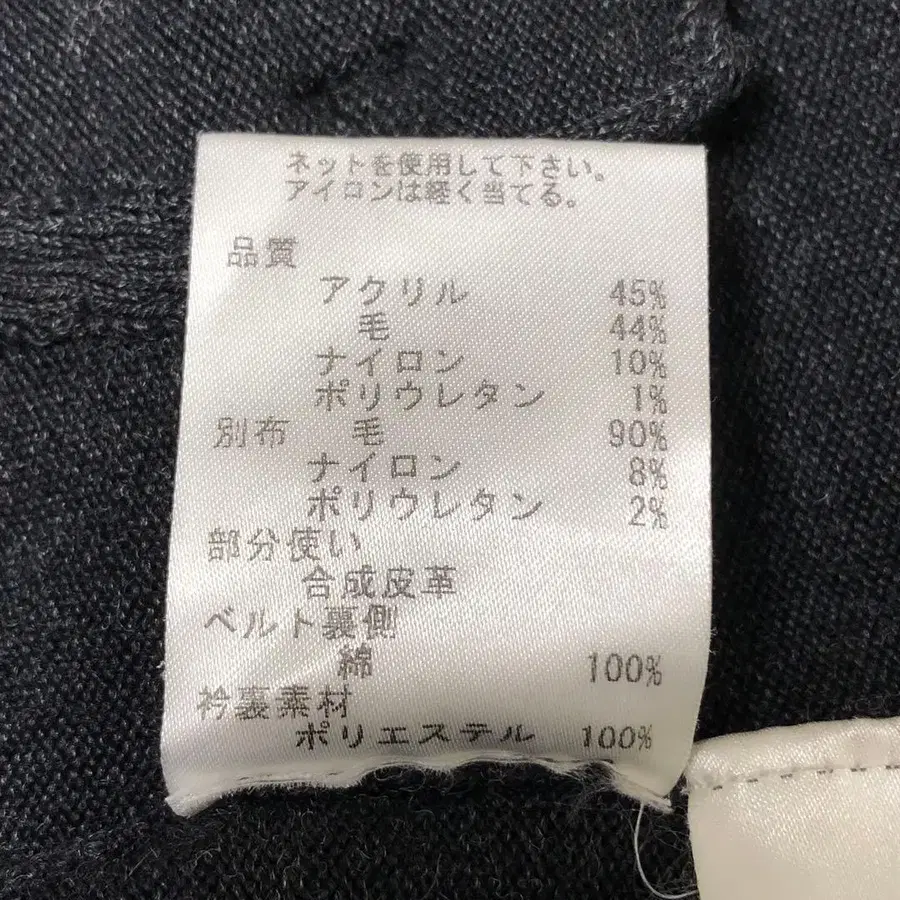 ネットを使用して下さい。
アイロンは軽く当てる。
品質
アクリル 45%
毛 44%
ナイロン 10%
ポリウレタン 1%
別布 毛 90%
ナイロン 8%
ポリウレタン 2%
部分使い
合成皮革
ベルト裏側
綿 100%
衿裏素材
ポリエステル 100%